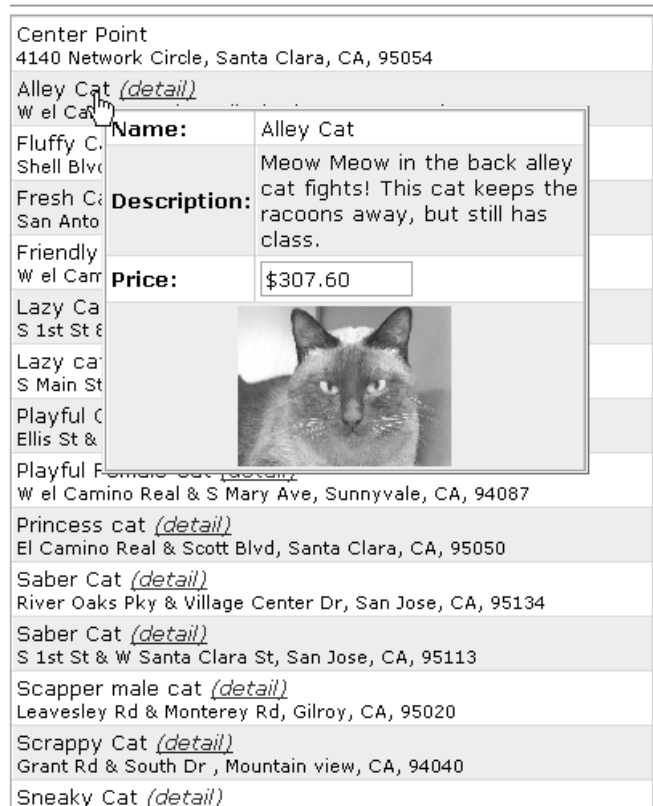 Center Point
4140 Network Circle, Santa Clara, CA, 95054
Alley Cat (detail)
W el
Name: Alley Cat
Fluffy
Shell
Description: Meow Meow in the back alley
cat fights! This cat keeps the
racoons away, but still has
class.
Fresh
San Anto
Friendly
W el Cam
Price: $307.60
Lazy Ca
S 1st St
Lazy cat
S Main St
Playful
Ellis St &
Playful Female Cat (detail)
W el Camino Real & S Mary Ave, Sunnyvale, CA, 94087
Princess cat (detail)
El Camino Real & Scott Blvd, Santa Clara, CA, 95050
Saber Cat (detail)
River Oaks Pky & Village Center Dr, San Jose, CA, 95134
Saber Cat (detail)
S 1st St & W Santa Clara St, San Jose, CA, 95113
Scapper male cat (detail)
Leavesley Rd & Monterey Rd, Gilroy, CA, 95020
Scrappy Cat (detail)
Grant Rd & South Dr , Mountain view, CA, 94040
Sneaky Cat (detail)